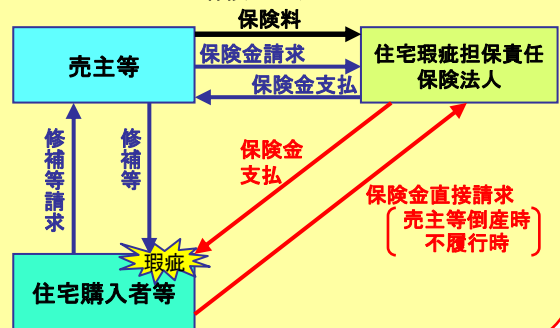 保険料
売主等
保険金請求
保険金支払
住宅瑕疵担保責任
保険法人
修補等請求
修補等
保険金
支払
保険金直接請求
売主等倒産時
不履行時
瑕疵
住宅購入者等